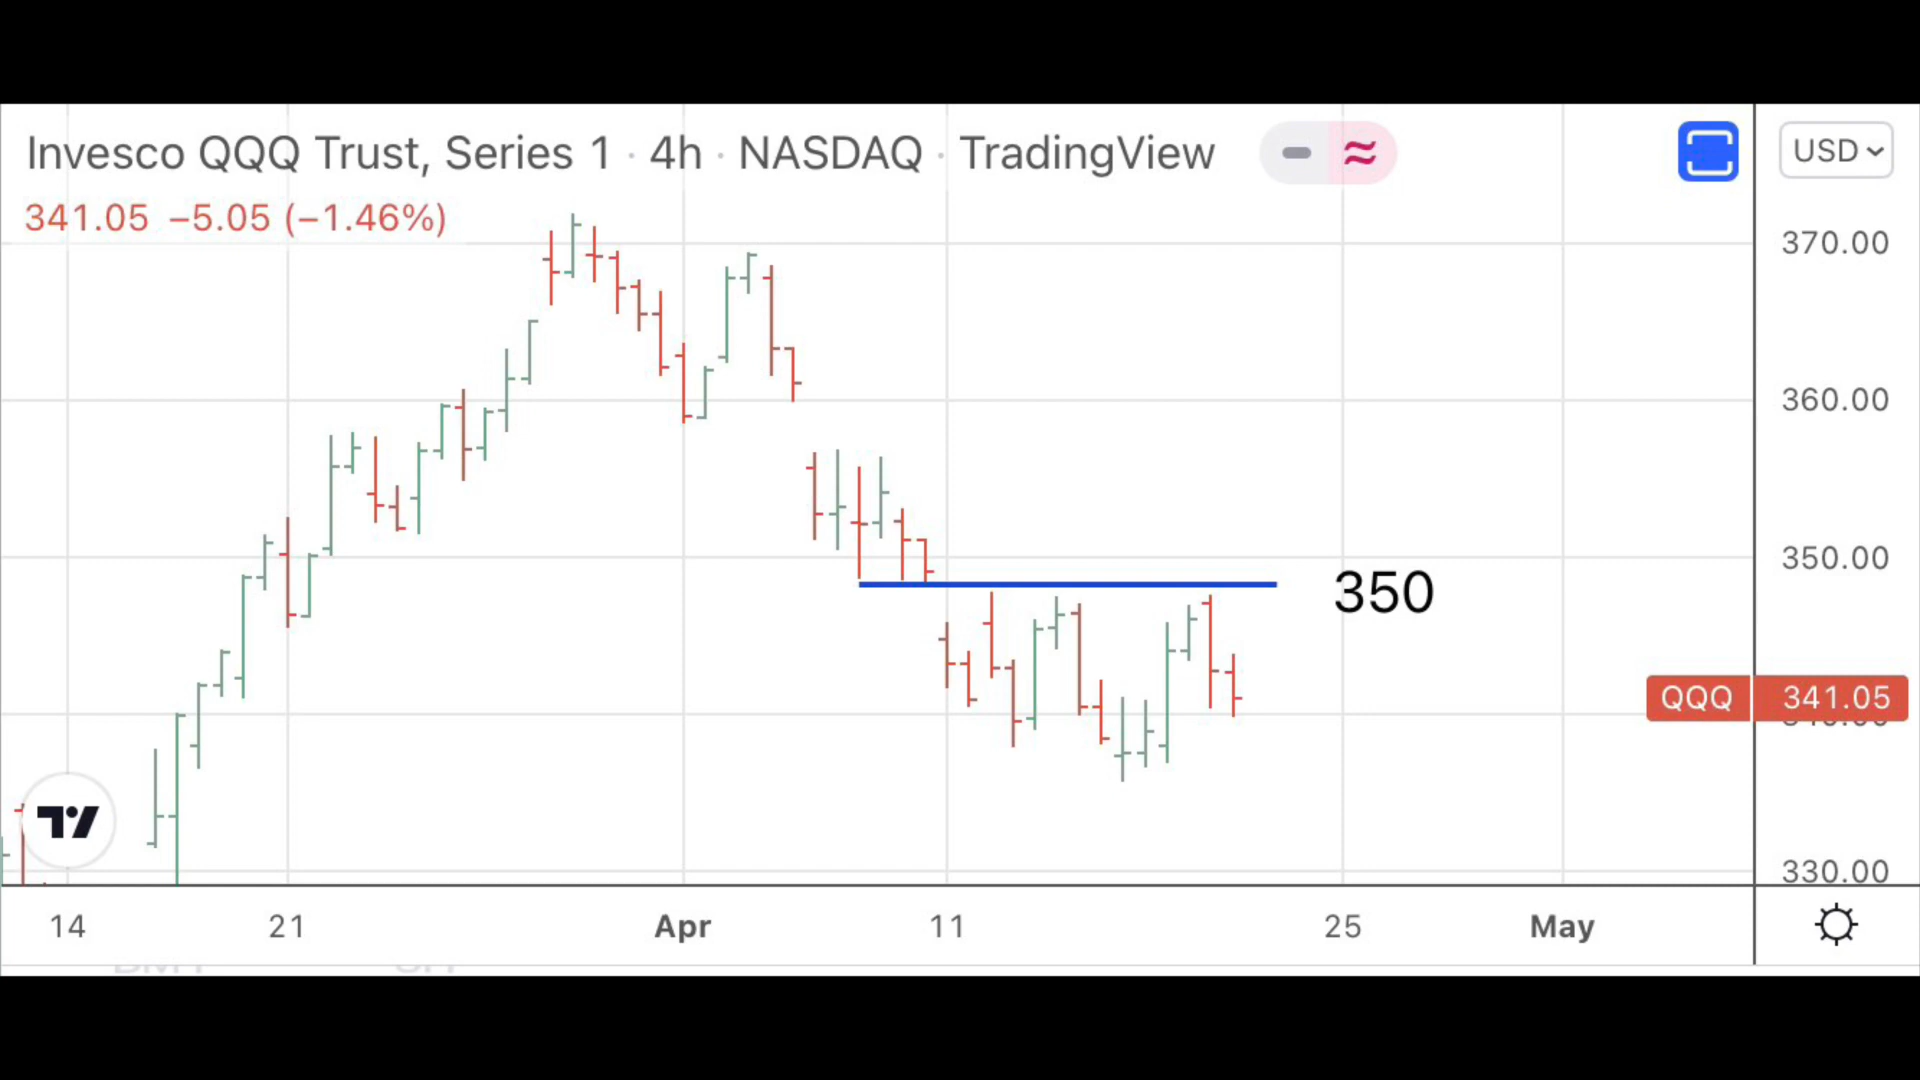 Invesco QQQ Trust, Series 1 · 4h · NASDAQ · TradingView
USD
341.05 −5.05 (−1.46%)
370.00
360.00
350.00
350
QQQ 341.05
330.00
14 21 Apr 11 25 May